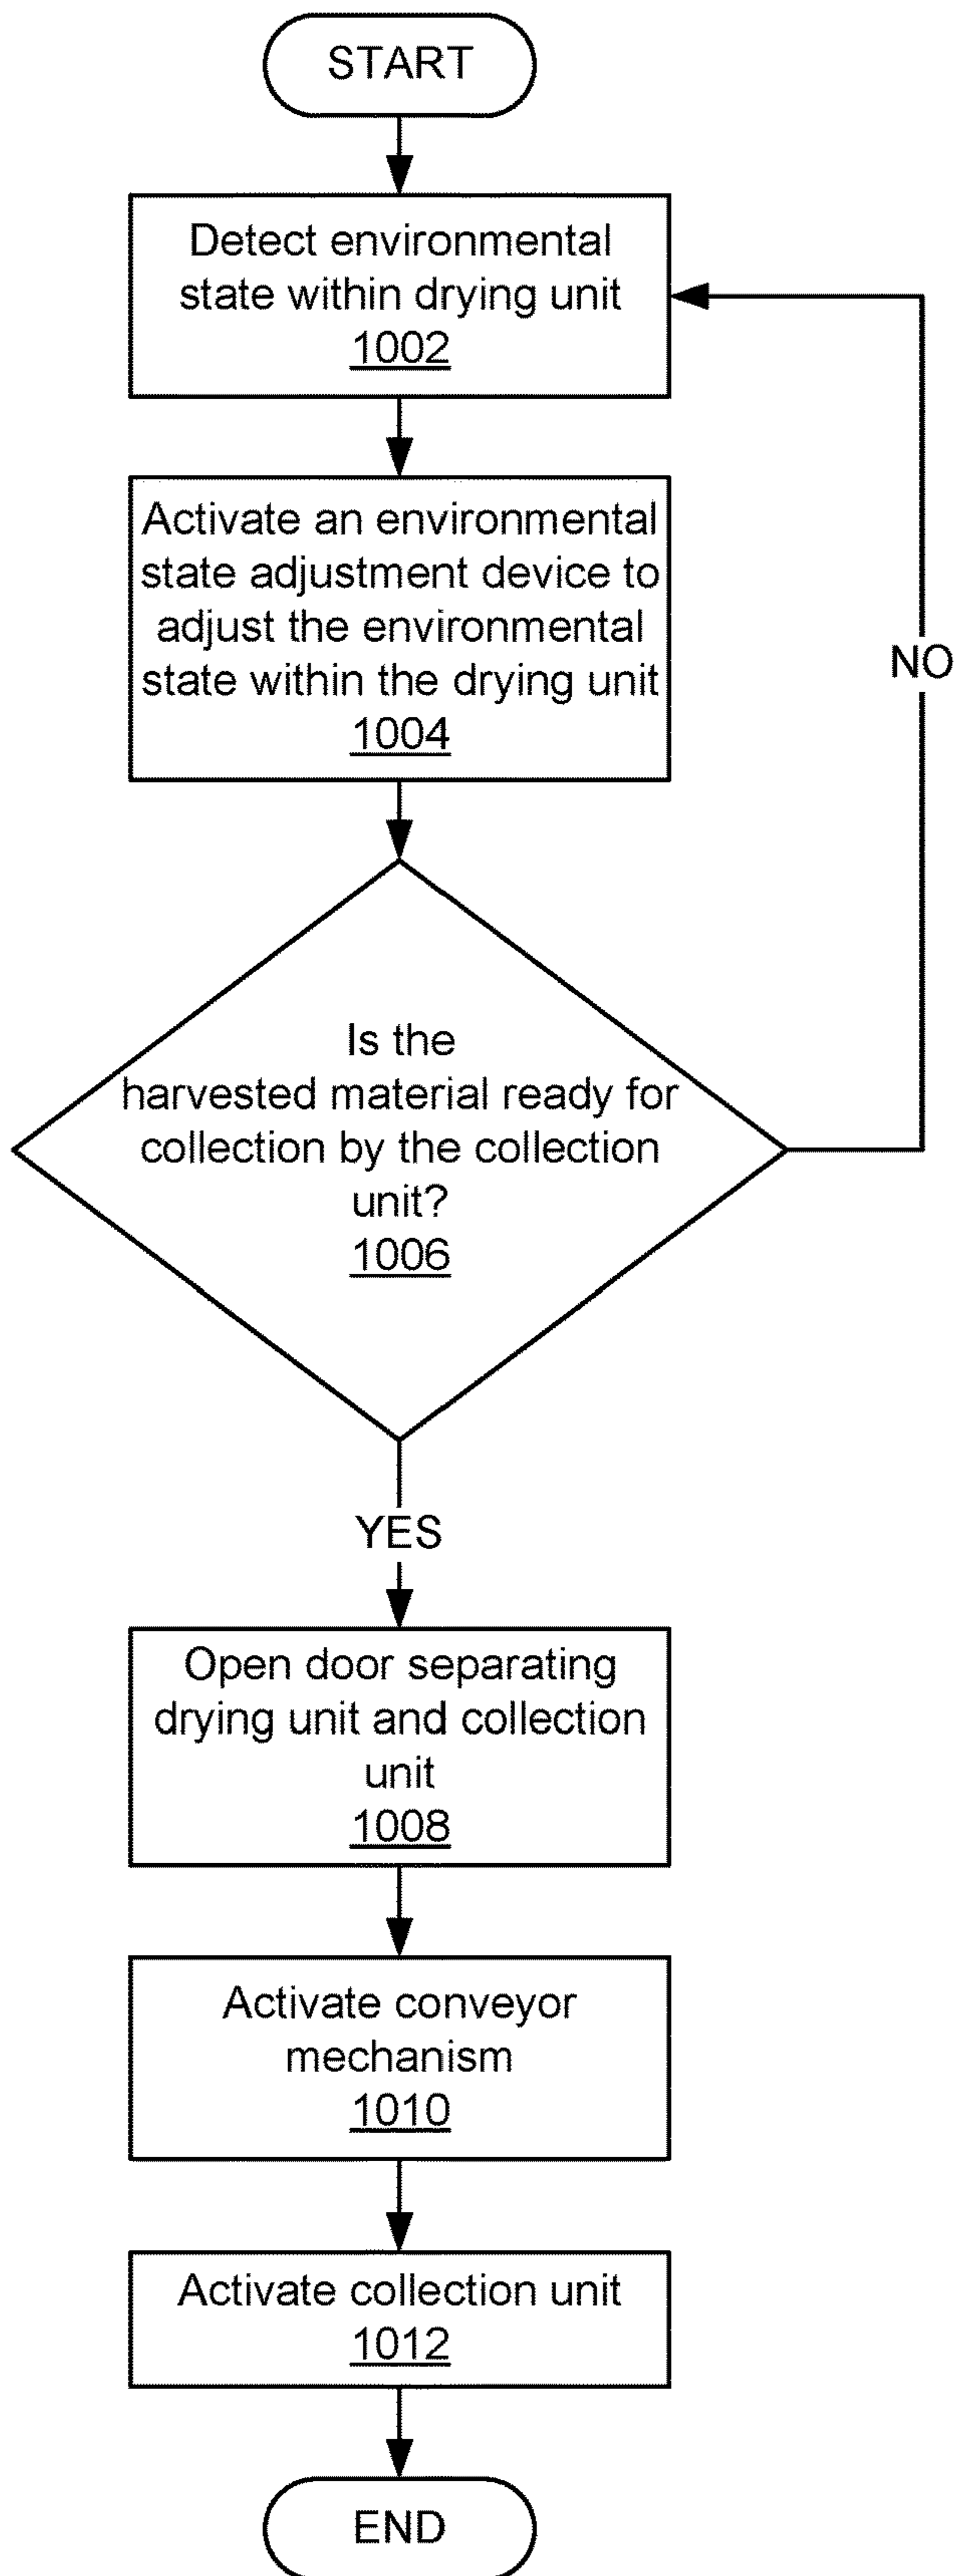 START
Detect environmental
state within drying unit
1002
Activate an environmental
state adjustment device to
adjust the environmental
state within the drying unit
1004
NO
Is the
harvested material ready for
collection by the collection
unit?
1006
YES
Open door separating
drying unit and collection
unit
1008
Activate conveyor
mechanism
1010
Activate collection unit
1012
END